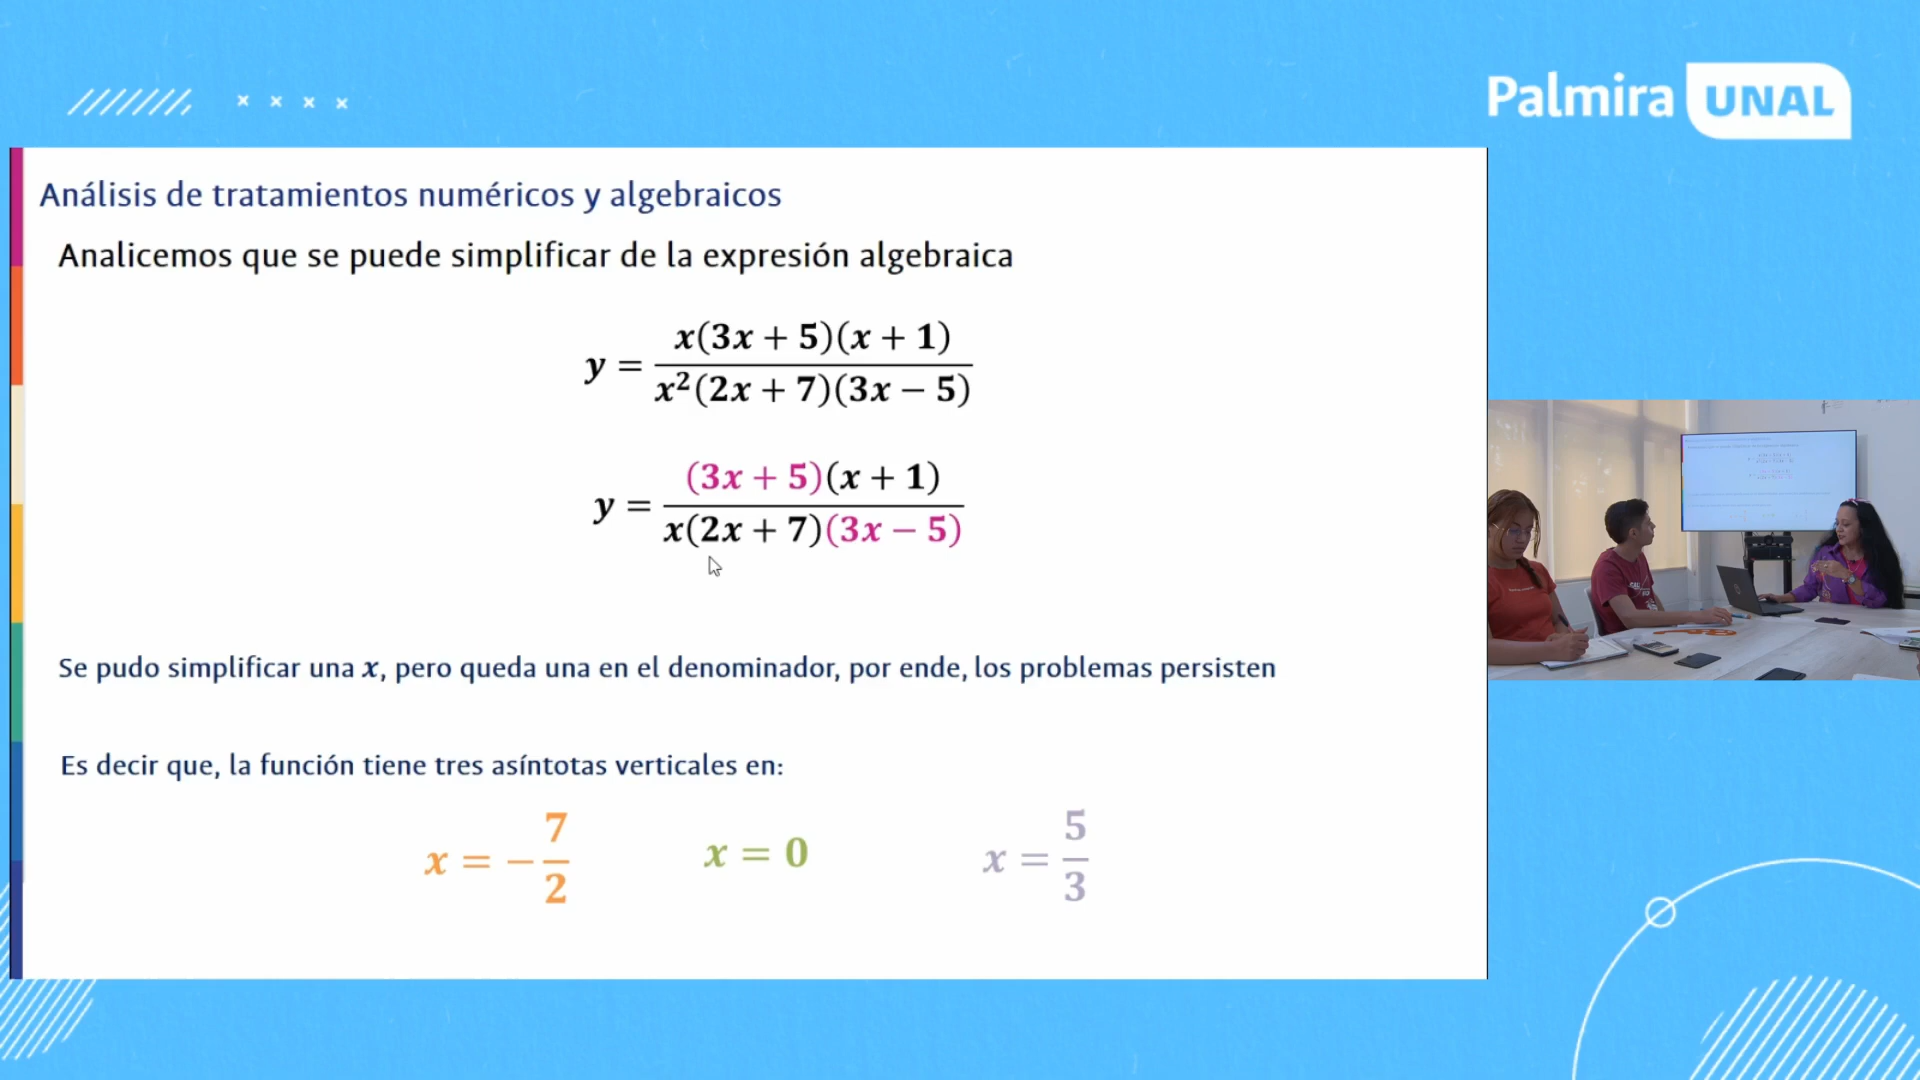 Palmira UNAL
Análisis de tratamientos numéricos y algebraicos
Analicemos que se puede simplificar de la expresión algebraica
y = x(3x + 5)(x + 1) / x²(2x + 7)(3x − 5)
y = (3x + 5)(x + 1) / x(2x + 7)(3x − 5)
Se pudo simplificar una x, pero queda una en el denominador, por ende, los problemas persisten
Es decir que, la función tiene tres asíntotas verticales en:
x = − 7/2 x = 0 x = 5/3